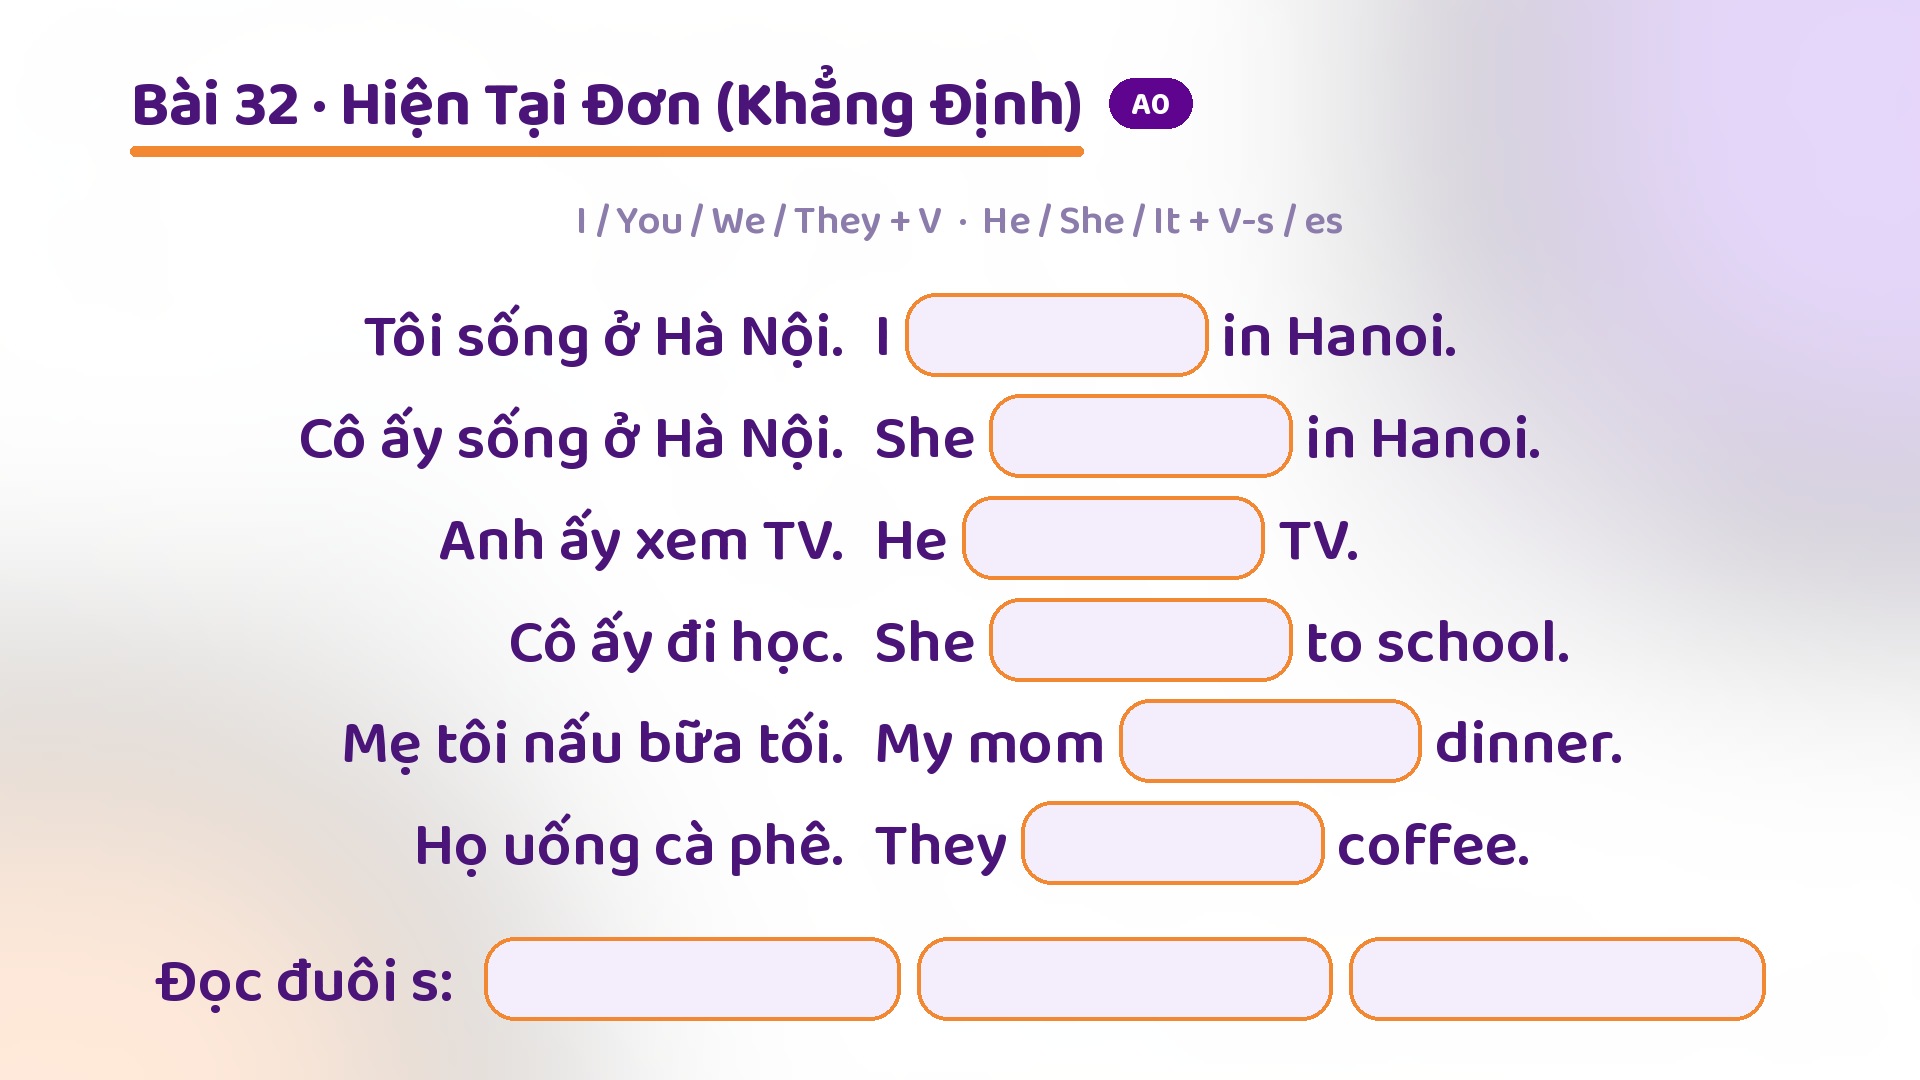 Bài 32 · Hiện Tại Đơn (Khẳng Định) A0
I / You / We / They + V · He / She / It + V-s / es
Tôi sống ở Hà Nội. I in Hanoi.
Cô ấy sống ở Hà Nội. She in Hanoi.
Anh ấy xem TV. He TV.
Cô ấy đi học. She to school.
Mẹ tôi nấu bữa tối. My mom dinner.
Họ uống cà phê. They coffee.
Đọc đuôi s: